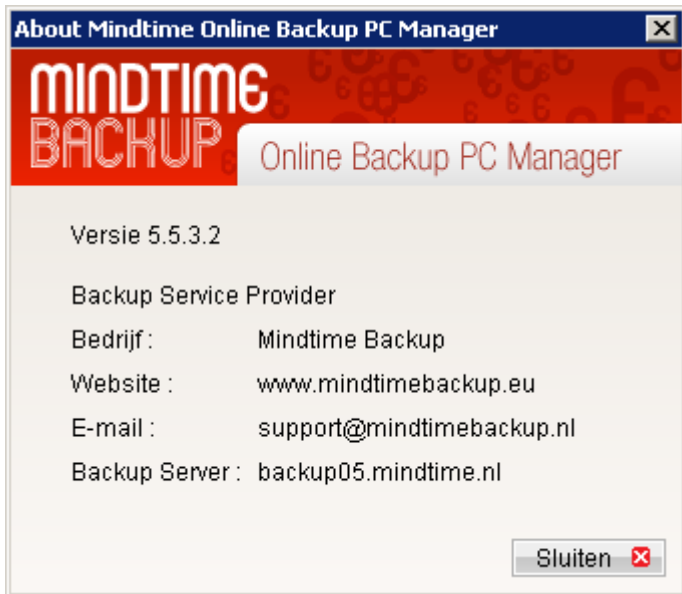 About Mindtime Online Backup PC Manager
MINDTIME
BACKUP
Online Backup PC Manager
Versie 5.5.3.2
Backup Service Provider
Bedrijf : Mindtime Backup
Website : www.mindtimebackup.eu
E-mail : support@mindtimebackup.nl
Backup Server : backup05.mindtime.nl
Sluiten